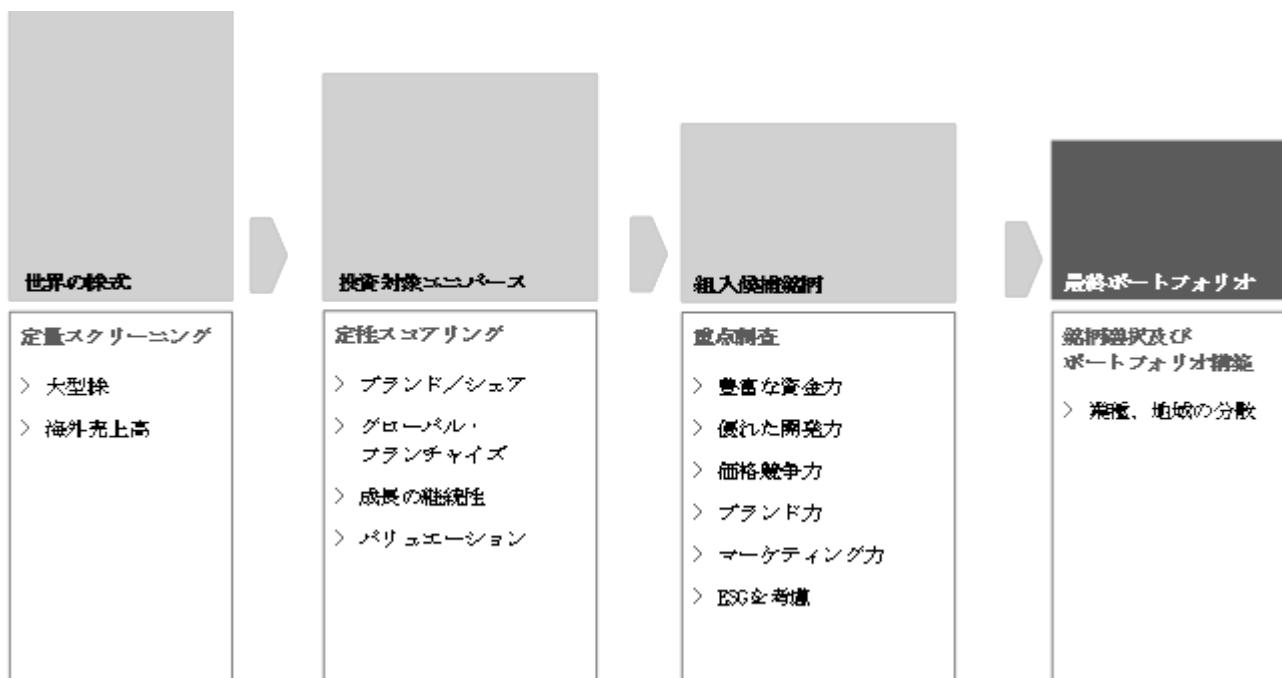 世界の株式
定量スクリーニング
> 大型株
> 海外売上高
投資対象ユニバース
定性スコアリング
> ブランド/シェア
> グローバル・
フランチャイズ
> 成長の継続性
> バリュエーション
組入候補銘柄
重点調査
> 豊富な資金力
> 優れた開発力
> 価格競争力
> ブランド力
> マーケティング力
> ESGを考慮
最終ポートフォリオ
銘柄選択及び
ポートフォリオ構築
> 業種、地域の分散